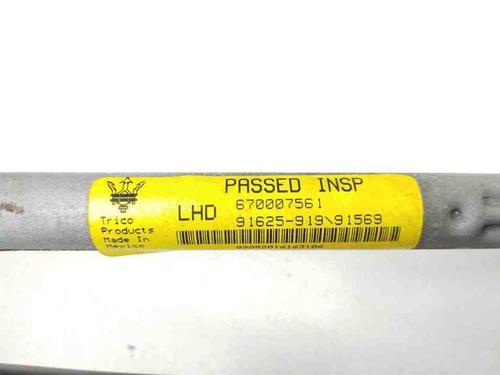 PASSED INSP
LHD 670007561
91625-919\91569
Trico
Products
Made In
Mexico